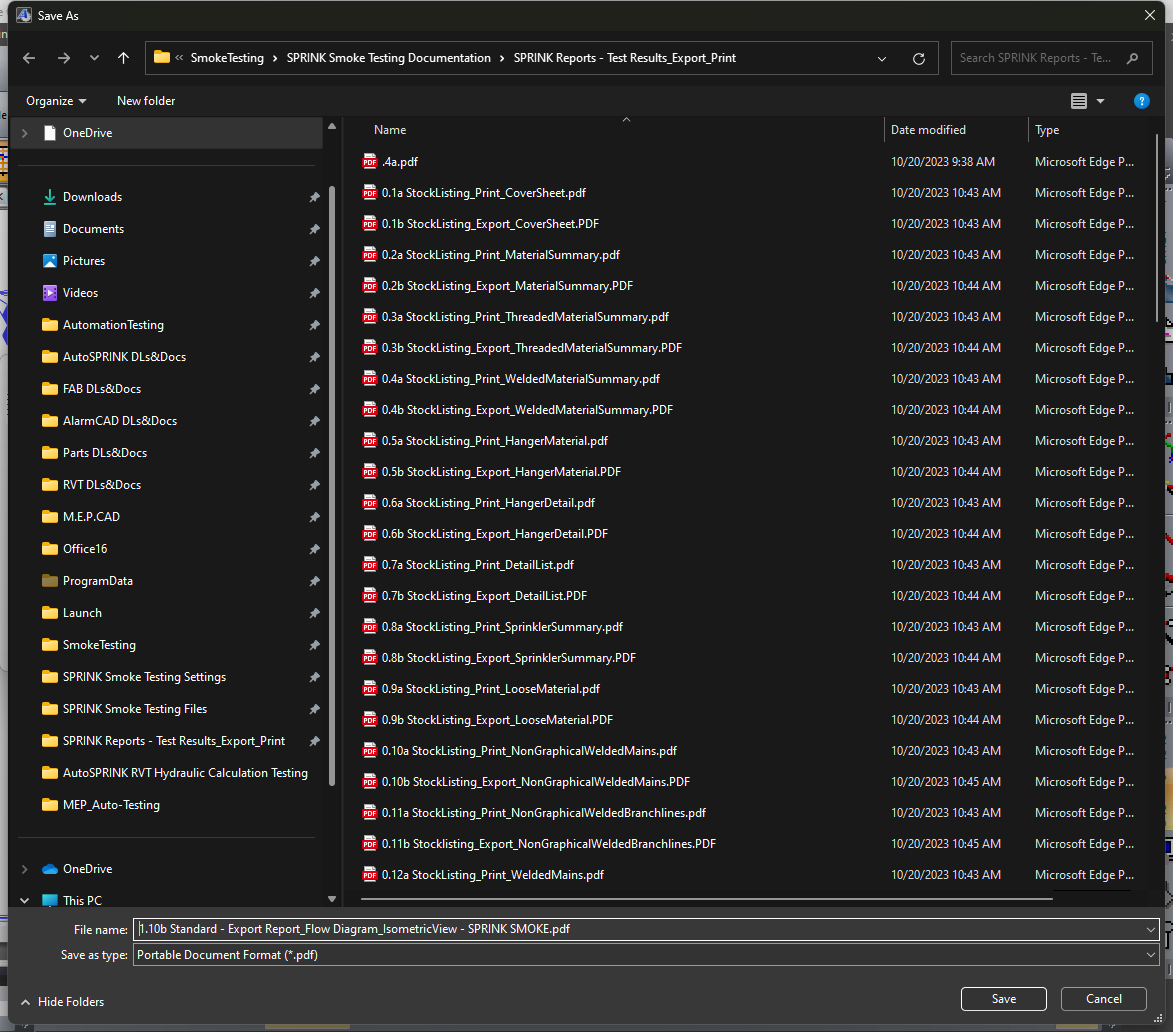 Save As
« SmokeTesting > SPRINK Smoke Testing Documentation > SPRINK Reports - Test Results_Export_Print
Search SPRINK Reports - Te...
Organize
New folder
?
OneDrive
Downloads
Documents
Pictures
Videos
AutomationTesting
AutoSPRINK DLs&Docs
FAB DLs&Docs
AlarmCAD DLs&Docs
Parts DLs&Docs
RVT DLs&Docs
M.E.P.CAD
Office16
ProgramData
Launch
SmokeTesting
SPRINK Smoke Testing Settings
SPRINK Smoke Testing Files
SPRINK Reports - Test Results_Export_Print
AutoSPRINK RVT Hydraulic Calculation Testing
MEP_Auto-Testing
OneDrive
This PC
Name Date modified Type
.4a.pdf 10/20/2023 9:38 AM Microsoft Edge P...
0.1a StockListing_Print_CoverSheet.pdf 10/20/2023 10:43 AM Microsoft Edge P...
0.1b StockListing_Export_CoverSheet.PDF 10/20/2023 10:43 AM Microsoft Edge P...
0.2a StockListing_Print_MaterialSummary.pdf 10/20/2023 10:43 AM Microsoft Edge P...
0.2b StockListing_Export_MaterialSummary.PDF 10/20/2023 10:44 AM Microsoft Edge P...
0.3a StockListing_Print_ThreadedMaterialSummary.pdf 10/20/2023 10:43 AM Microsoft Edge P...
0.3b StockListing_Export_ThreadedMaterialSummary.PDF 10/20/2023 10:44 AM Microsoft Edge P...
0.4a StockListing_Print_WeldedMaterialSummary.pdf 10/20/2023 10:43 AM Microsoft Edge P...
0.4b StockListing_Export_WeldedMaterialSummary.PDF 10/20/2023 10:44 AM Microsoft Edge P...
0.5a StockListing_Print_HangerMaterial.pdf 10/20/2023 10:43 AM Microsoft Edge P...
0.5b StockListing_Export_HangerMaterial.PDF 10/20/2023 10:44 AM Microsoft Edge P...
0.6a StockListing_Print_HangerDetail.pdf 10/20/2023 10:43 AM Microsoft Edge P...
0.6b StockListing_Export_HangerDetail.PDF 10/20/2023 10:44 AM Microsoft Edge P...
0.7a StockListing_Print_DetailList.pdf 10/20/2023 10:43 AM Microsoft Edge P...
0.7b StockListing_Export_DetailList.PDF 10/20/2023 10:44 AM Microsoft Edge P...
0.8a StockListing_Print_SprinklerSummary.pdf 10/20/2023 10:43 AM Microsoft Edge P...
0.8b StockListing_Export_SprinklerSummary.PDF 10/20/2023 10:44 AM Microsoft Edge P...
0.9a StockListing_Print_LooseMaterial.pdf 10/20/2023 10:43 AM Microsoft Edge P...
0.9b StockListing_Export_LooseMaterial.PDF 10/20/2023 10:44 AM Microsoft Edge P...
0.10a StockListing_Print_NonGraphicalWeldedMains.pdf 10/20/2023 10:43 AM Microsoft Edge P...
0.10b StockListing_Export_NonGraphicalWeldedMains.PDF 10/20/2023 10:45 AM Microsoft Edge P...
0.11a StockListing_Print_NonGraphicalWeldedBranchlines.pdf 10/20/2023 10:43 AM Microsoft Edge P...
0.11b Stocklisting_Export_NonGraphicalWeldedBranchlines.PDF 10/20/2023 10:45 AM Microsoft Edge P...
0.12a StockListing_Print_WeldedMains.pdf 10/20/2023 10:43 AM Microsoft Edge P...
File name: 1.10b Standard - Export Report_Flow Diagram_IsometricView - SPRINK SMOKE.pdf
Save as type: Portable Document Format (*.pdf)
Hide Folders
Save
Cancel